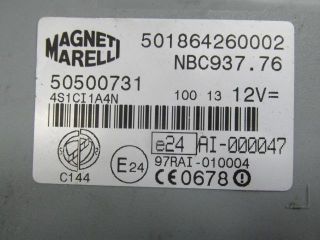 MAGNETI MARELLI
501864260002
NBC937.76
50500731
4S1CI1A4N
100 13 12V=
e24 AI-000047
E24
97RAI-010004
C144
CE0678